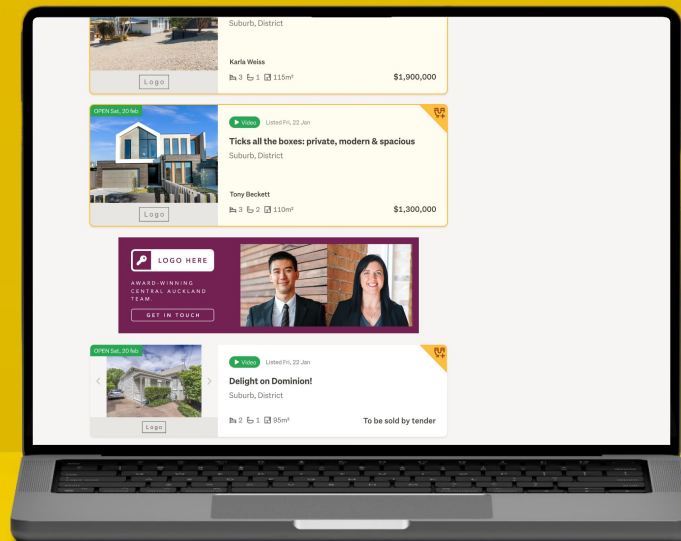 Suburb, District
Karla Weiss
3 1 115m²
$1,900,000
Logo
OPEN Sat, 20 feb
Video Listed Fri, 22 Jan
Ticks all the boxes: private, modern & spacious
Suburb, District
Tony Beckett
3 2 110m²
$1,300,000
Logo
LOGO HERE
AWARD-WINNING
CENTRAL AUCKLAND
TEAM.
GET IN TOUCH
OPEN Sat, 20 feb
Video Listed Fri, 22 Jan
Delight on Dominion!
Suburb, District
2 1 95m²
To be sold by tender
Logo